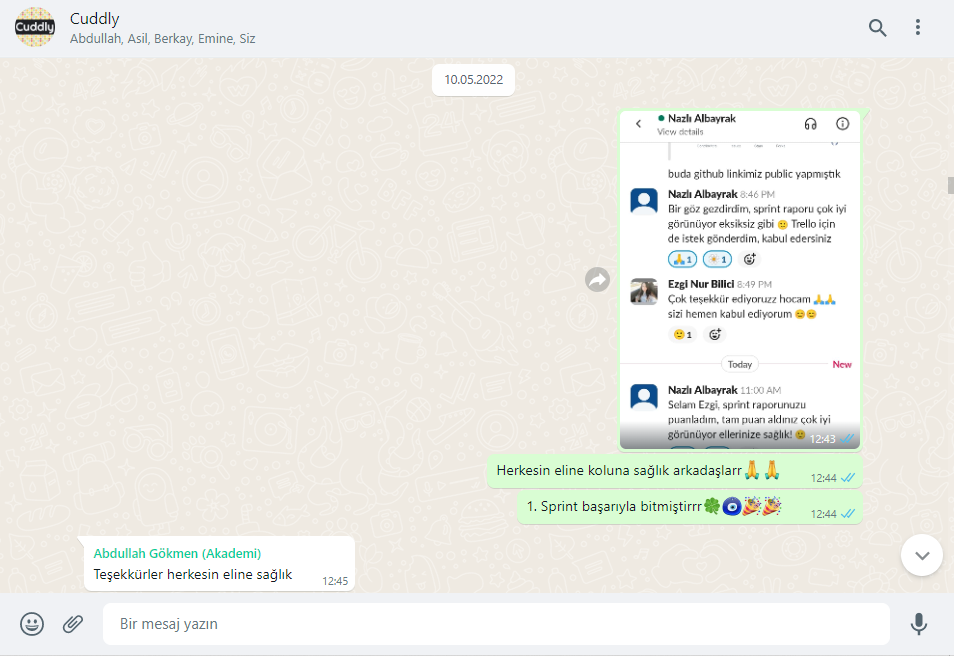 Cuddly
Cuddly
Abdullah, Asil, Berkay, Emine, Siz
10.05.2022
Nazlı Albayrak
View details
buda github linkimiz public yapmıştık
Nazlı Albayrak 8:46 PM
Bir göz gezdirdim, sprint raporu çok iyi
görünüyor eksiksiz gibi 🙂 Trello için
de istek gönderdim, kabul edersiniz
🙏 1 1
Ezgi Nur Bilici 8:49 PM
Çok teşekkür ediyoruzz hocam 🙏🙏
sizi hemen kabul ediyorum 😊😊
🙂 1
Today New
Nazlı Albayrak 11:00 AM
Selam Ezgi, sprint raporunuzu
puanladım, tam puan aldınız çok iyi
görünüyor ellerinize sağlık! 🙂 12:43
Herkesin eline koluna sağlık arkadaşlarr🙏🙏 12:44
1. Sprint başarıyla bitmiştirrr🍀🧿🎉🎉 12:44
Abdullah Gökmen (Akademi)
Teşekkürler herkesin eline sağlık 12:45
Bir mesaj yazın